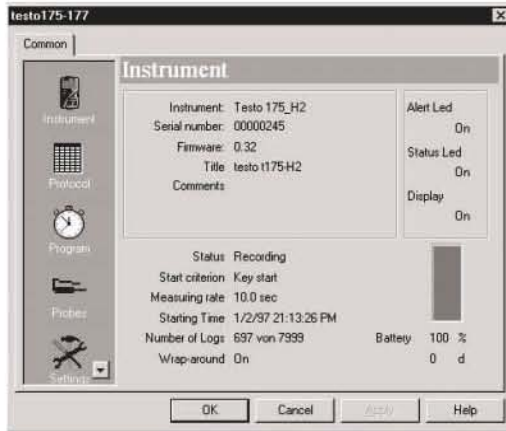 testo175-177
Common
Instrument
Protocol
Program
Probes
Settings
Instrument
Instrument: Testo 175_H2
Serial number: 00000245
Firmware: 0.32
Title testo t175-H2
Comments
Alert Led
On
Status Led
On
Display
On
Status Recording
Start criterion Key start
Measuring rate 10.0 sec
Starting Time 1/2/97 21:13:26 PM
Number of Logs 697 von 7999
Wrap-around On
Battery 100 %
0 d
OK
Cancel
Apply
Help